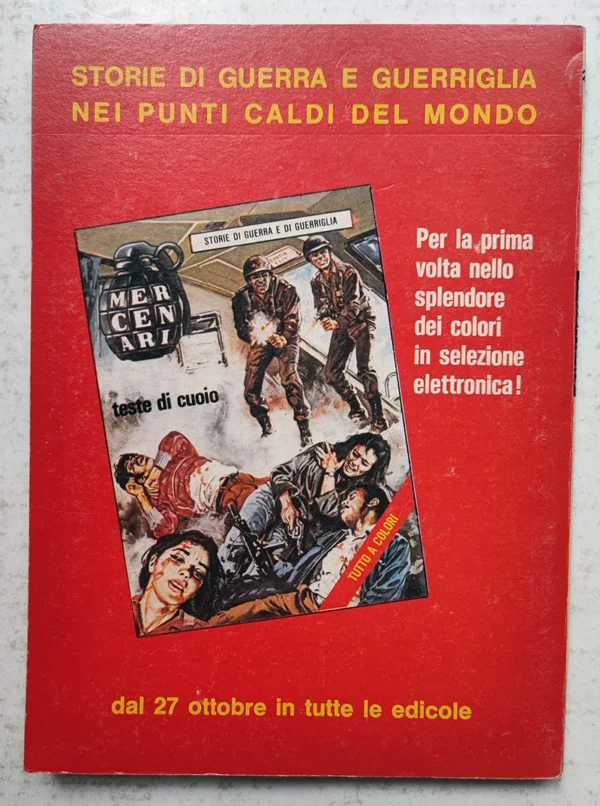 STORIE DI GUERRA E GUERRIGLIA
NEI PUNTI CALDI DEL MONDO
STORIE DI GUERRA E DI GUERRIGLIA
MER
CEN
ARI
teste di cuoio
TUTTO A COLORI
Per la prima
volta nello
splendore
dei colori
in selezione
elettronica!
dal 27 ottobre in tutte le edicole